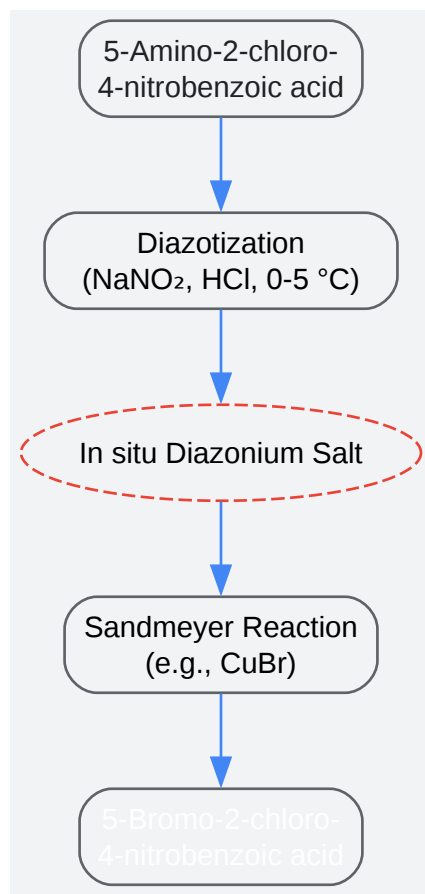 5-Amino-2-chloro-
4-nitrobenzoic acid
Diazotization
(NaNO₂, HCl, 0-5 °C)
In situ Diazonium Salt
Sandmeyer Reaction
(e.g., CuBr)
5-Bromo-2-chloro-
4-nitrobenzoic acid